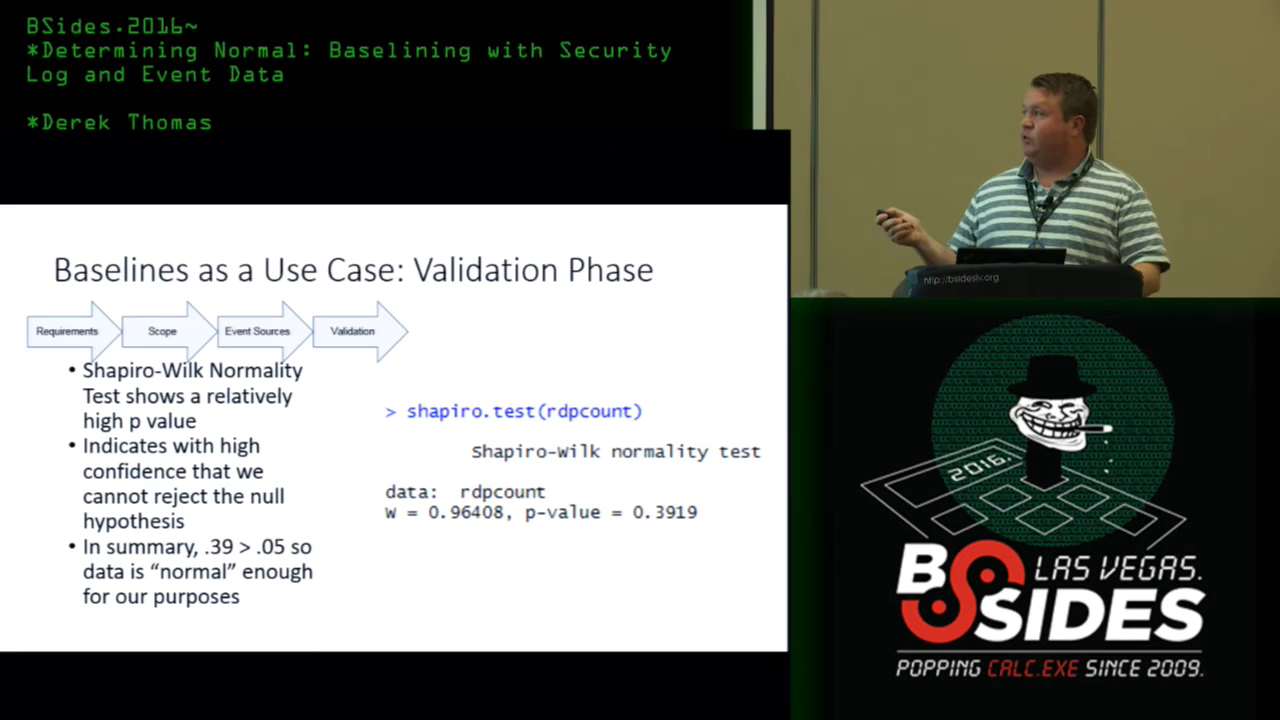 BSides.2016~
*Determining Normal: Baselining with Security
Log and Event Data
*Derek Thomas
http://bsideslv.org
Baselines as a Use Case: Validation Phase
Requirements
Scope
Event Sources
Validation
• Shapiro-Wilk Normality
Test shows a relatively
high p value
• Indicates with high
confidence that we
cannot reject the null
hypothesis
• In summary, .39 > .05 so
data is “normal” enough
for our purposes
> shapiro.test(rdpcount)
Shapiro-Wilk normality test
data: rdpcount
W = 0.96408, p-value = 0.3919
2016.
BSIDES
LAS VEGAS.
POPPING CALC.EXE SINCE 2009.